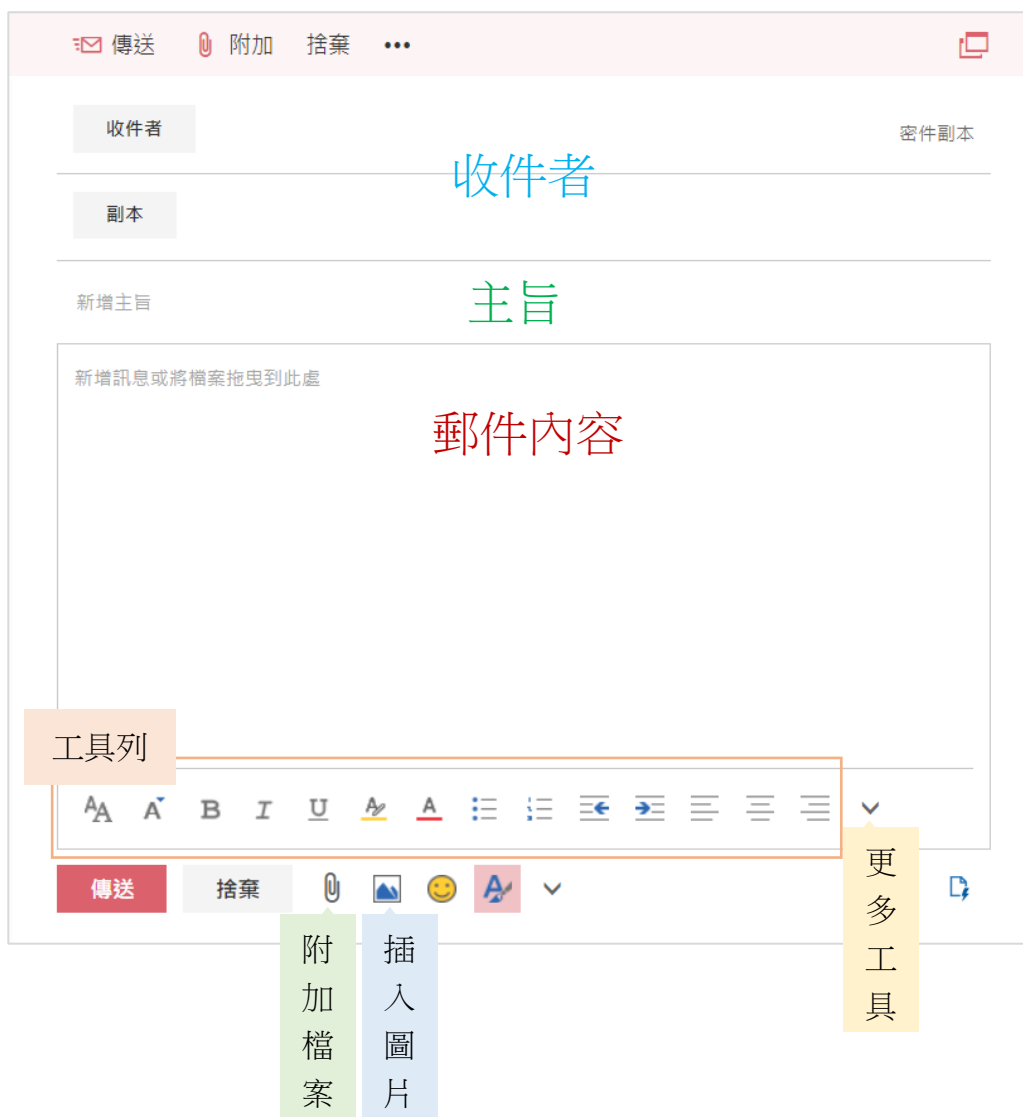 傳送 附加 捨棄 •••
收件者 密件副本
收件者
副本
新增主旨 主旨
新增訊息或將檔案拖曳到此處
郵件內容
工具列
更多工具
傳送 捨棄
附加檔案
插入圖片